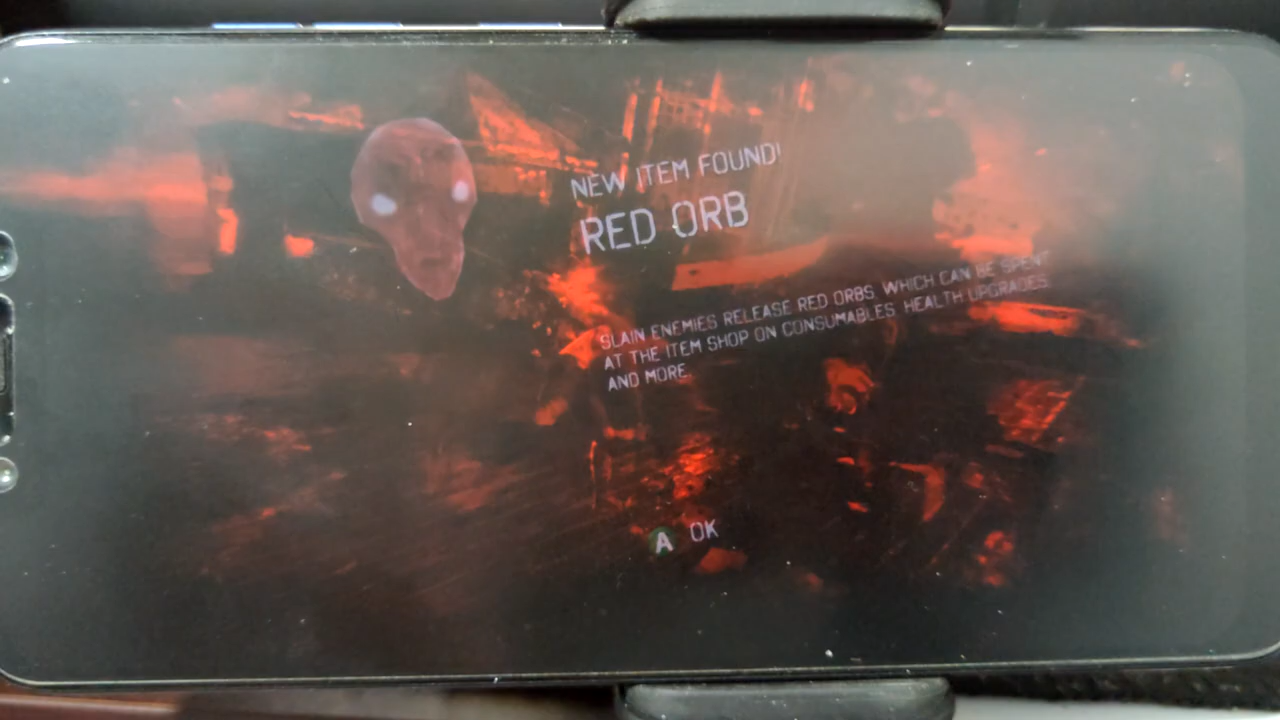 NEW ITEM FOUND!
RED ORB
SLAIN ENEMIES RELEASE RED ORBS, WHICH CAN BE SPENT
AT THE ITEM SHOP ON CONSUMABLES, HEALTH UPGRADES,
AND MORE.
A OK